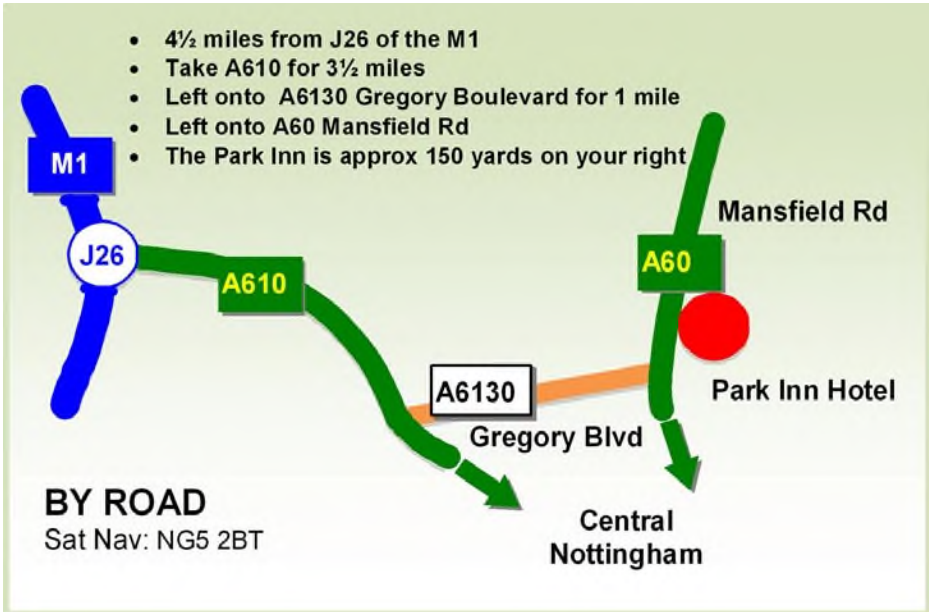 • 4½ miles from J26 of the M1
• Take A610 for 3½ miles
• Left onto  A6130 Gregory Boulevard for 1 mile
• Left onto A60 Mansfield Rd
• The Park Inn is approx 150 yards on your right
M1
Mansfield Rd
J26
A60
A610
A6130
Park Inn Hotel
Gregory Blvd
BY ROAD
Sat Nav: NG5 2BT
Central
Nottingham